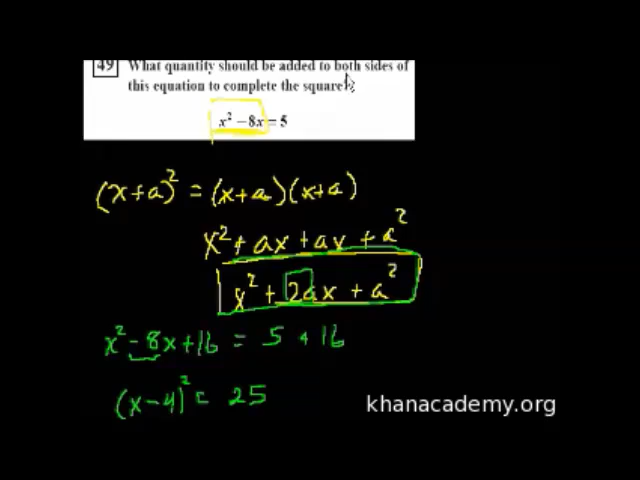 49 What quantity should be added to both sides of
this equation to complete the square?
x² − 8x = 5
(x+a)² = (x+a)(x+a)
x² + ax + ax + a²
x² + 2ax + a²
x² − 8x + 16 = 5 + 16
(x−4)² = 25
khanacademy.org